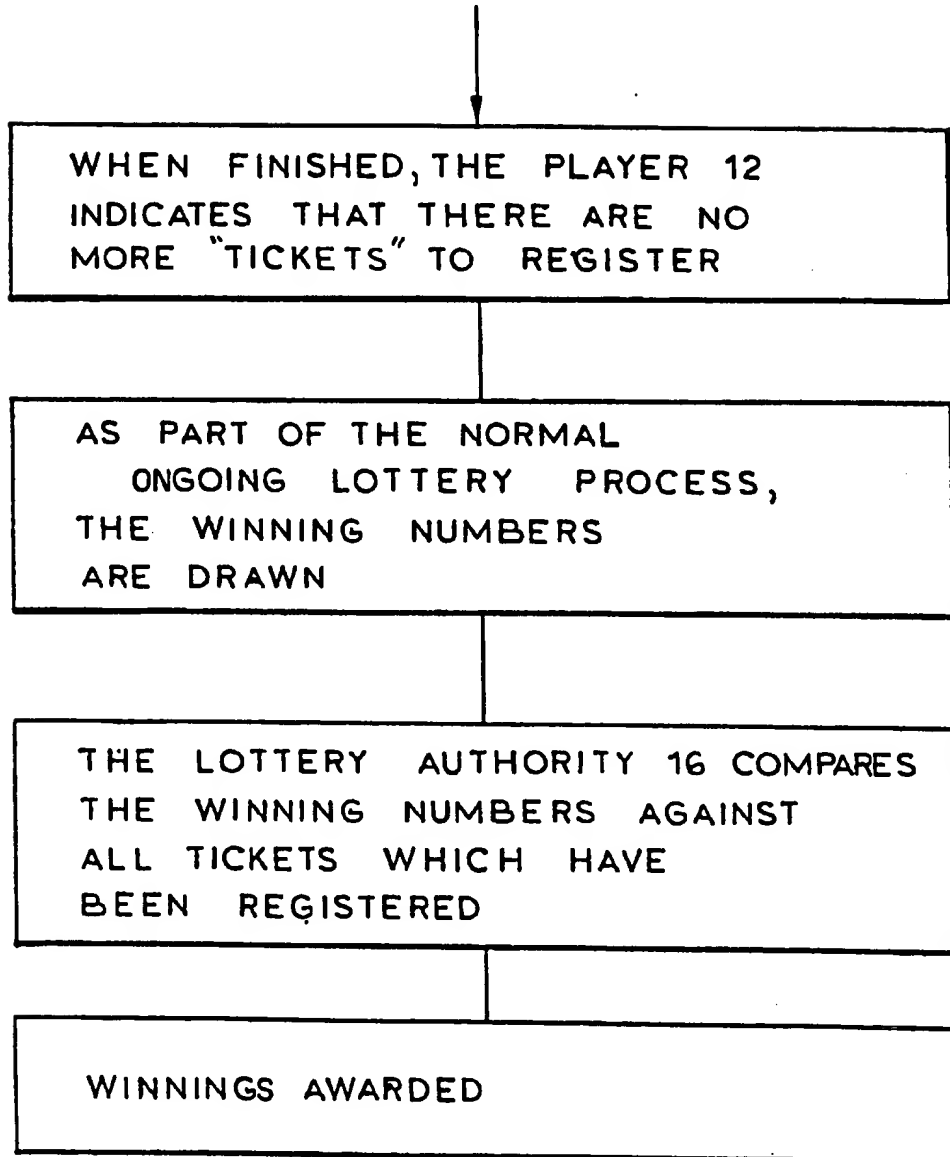 WHEN FINISHED, THE PLAYER 12
INDICATES THAT THERE ARE NO
MORE "TICKETS" TO REGISTER
AS PART OF THE NORMAL
ONGOING LOTTERY PROCESS,
THE WINNING NUMBERS
ARE DRAWN
THE LOTTERY AUTHORITY 16 COMPARES
THE WINNING NUMBERS AGAINST
ALL TICKETS WHICH HAVE
BEEN REGISTERED
WINNINGS AWARDED